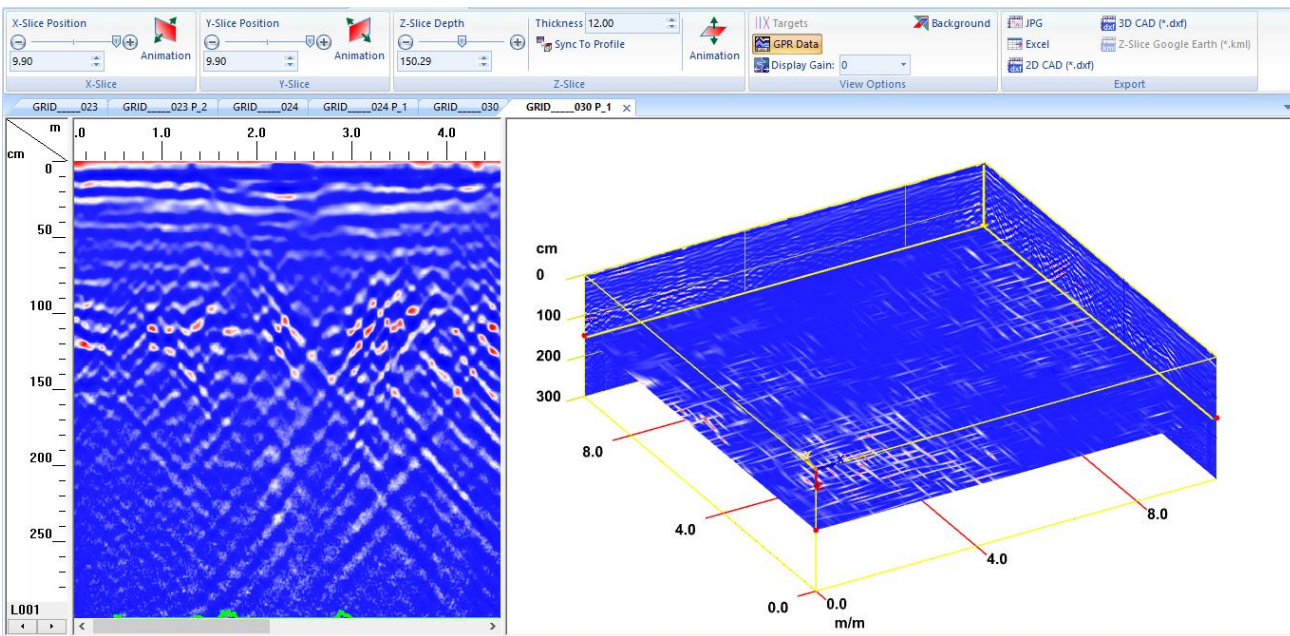 X-Slice Position
Animation
9.90
X-Slice
Y-Slice Position
Animation
9.90
Y-Slice
Z-Slice Depth
150.29
Thickness 12.00
Sync To Profile
Animation
Z-Slice
Targets
GPR Data
Display Gain: 0
Background
View Options
JPG
Excel
2D CAD (*.dxf)
3D CAD (*.dxf)
Z-Slice Google Earth (*.kml)
Export
GRID____023 GRID____023 P_2 GRID____024 GRID____024 P_1 GRID____030 GRID____030 P_1
m .0 1.0 2.0 3.0 4.0
cm
0
50
100
150
200
250
L001
cm
0
100
200
300
8.0
4.0
0.0
0.0
4.0
8.0
m/m